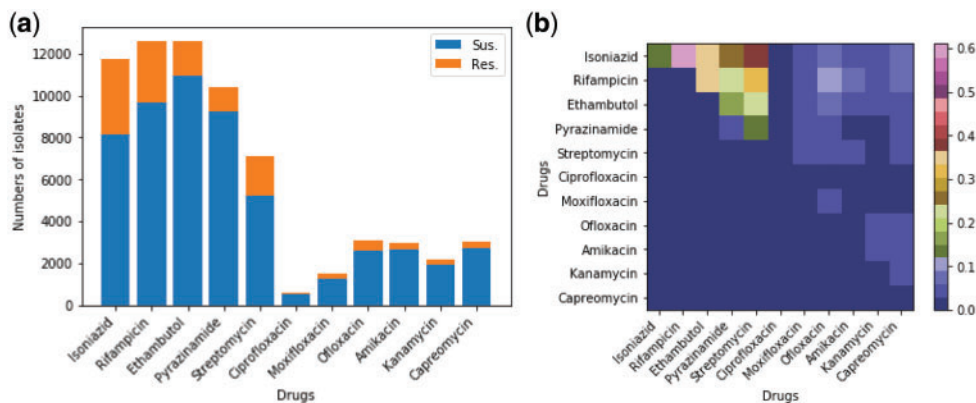 (a)
12000
10000
8000
6000
4000
2000
0
Numbers of isolates
Sus.
Res.
Isoniazid
Rifampicin
Ethambutol
Pyrazinamide
Streptomycin
Ciprofloxacin
Moxifloxacin
Ofloxacin
Amikacin
Kanamycin
Capreomycin
Drugs
(b)
Drugs
Isoniazid
Rifampicin
Ethambutol
Pyrazinamide
Streptomycin
Ciprofloxacin
Moxifloxacin
Ofloxacin
Amikacin
Kanamycin
Capreomycin
Isoniazid
Rifampicin
Ethambutol
Pyrazinamide
Streptomycin
Ciprofloxacin
Moxifloxacin
Ofloxacin
Amikacin
Kanamycin
Capreomycin
Drugs
0.6
0.5
0.4
0.3
0.2
0.1
0.0